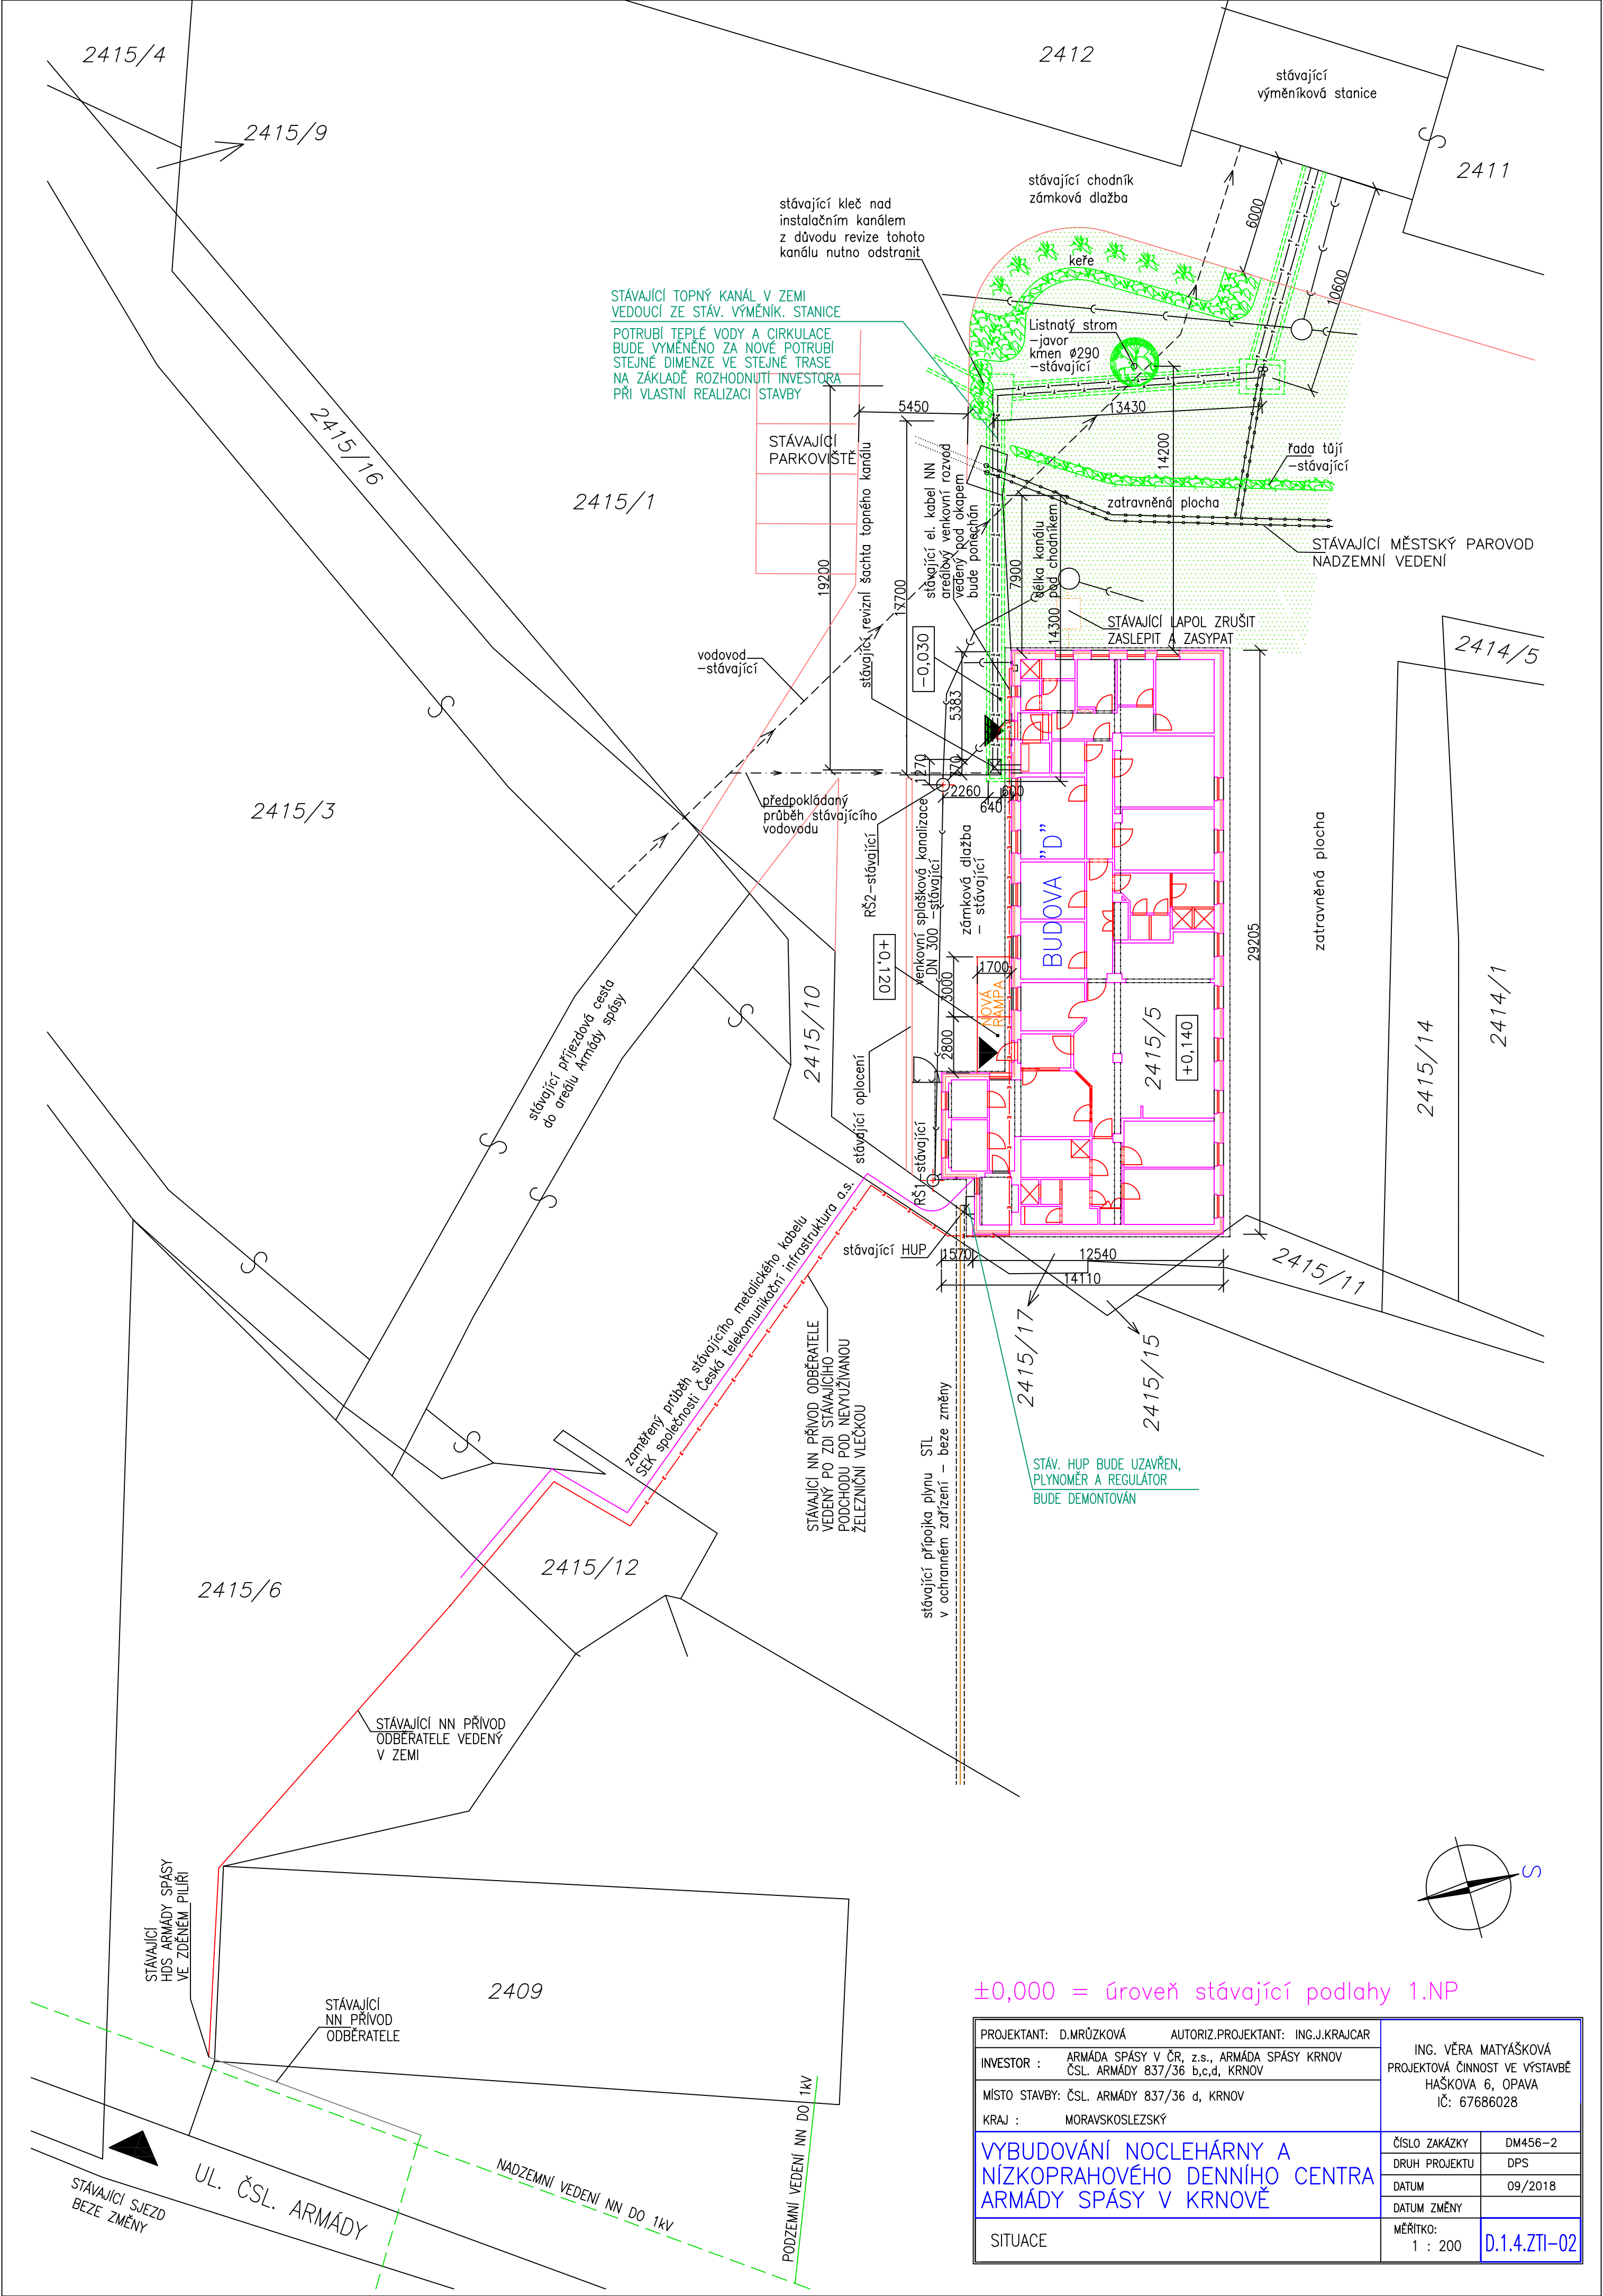 2415/4
2412
stávající
výměníková stanice
2415/9
2411
stávající chodník
zámková dlažba
stávající kleč nad
instalačním kanálem
z důvodu revize tohoto
kanálu nutno odstranit
keře
6000
10600
STÁVAJÍCÍ TOPNÝ KANÁL V ZEMI
VEDOUCÍ ZE STÁV. VÝMĚNÍK. STANICE
POTRUBÍ TEPLÉ VODY A CIRKULACE
BUDE VYMĚNĚNO ZA NOVÉ POTRUBÍ
STEJNÉ DIMENZE VE STEJNÉ TRASE
NA ZÁKLADĚ ROZHODNUTÍ INVESTORA
PŘI VLASTNÍ REALIZACI STAVBY
Listnatý strom
-javor
kmen ø290
-stávající
5450
13430
14200
2415/16
STÁVAJÍCÍ
PARKOVIŠTĚ
2415/1
řada tůjí
-stávající
zatravněná plocha
STÁVAJÍCÍ MĚSTSKÝ PAROVOD
NADZEMNÍ VEDENÍ
19200
stávající revizní šachta topného kanálu
17700
stávající el. kabel NN
areálový venkovní rozvod
vedený pod okapem
bude ponechán
7900
délka kanálu
14300 pod chodníkem
STÁVAJÍCÍ LAPOL ZRUŠIT
ZASLEPIT A ZASYPAT
2414/5
vodovod
-stávající
-0,030
5383
1270
770
2260
600
640
předpokládaný
průběh stávajícího
vodovodu
2415/3
RŠ2-stávající
venkovní splašková kanalizace
DN 300 -stávající
zámková dlažba
- stávající
BUDOVA "D"
zatravněná plocha
29205
+0,120
1700
3000
NOVÁ
RAMPA
2800
2415/5
+0,140
2415/10
2415/14
2414/1
stávající příjezdová cesta
do areálu Armády spásy
stávající oplocení
RŠ1-stávající
stávající HUP
1570
12540
14110
2415/11
2415/17
2415/15
zaměřený průběh stávajícího metalického kabelu
SEK společnosti Česká telekomunikační infrastruktura a.s.
STÁVAJÍCÍ NN PŘÍVOD ODBĚRATELE
VEDENÝ PO ZDI STÁVAJÍCÍHO
PODCHODU POD NEVYUŽÍVANOU
ŽELEZNIČNÍ VLEČKOU
stávající přípojka plynu STL
v ochranném zařízení - beze změny
STÁV. HUP BUDE UZAVŘEN,
PLYNOMĚR A REGULÁTOR
BUDE DEMONTOVÁN
2415/6
2415/12
STÁVAJÍCÍ NN PŘÍVOD
ODBĚRATELE VEDENÝ
V ZEMI
STÁVAJÍCÍ
HDS ARMÁDY SPÁSY
VE ZDĚNÉM PILÍŘI
S
2409
STÁVAJÍCÍ
NN PŘÍVOD
ODBĚRATELE
UL. ČSL. ARMÁDY
STÁVAJÍCÍ SJEZD
BEZE ZMĚNY
NADZEMNÍ VEDENÍ NN DO 1kV
PODZEMNÍ VEDENÍ NN DO 1kV
±0,000 = úroveň stávající podlahy 1.NP
PROJEKTANT: D.MRŮZKOVÁ AUTORIZ.PROJEKTANT: ING.J.KRAJCAR
INVESTOR : ARMÁDA SPÁSY V ČR, z.s., ARMÁDA SPÁSY KRNOV
ČSL. ARMÁDY 837/36 b,c,d, KRNOV
MÍSTO STAVBY: ČSL. ARMÁDY 837/36 d, KRNOV
KRAJ : MORAVSKOSLEZSKÝ
ING. VĚRA MATYÁŠKOVÁ
PROJEKTOVÁ ČINNOST VE VÝSTAVBĚ
HAŠKOVA 6, OPAVA
IČ: 67686028
VYBUDOVÁNÍ NOCLEHÁRNY A
NÍZKOPRAHOVÉHO DENNÍHO CENTRA
ARMÁDY SPÁSY V KRNOVĚ
ČÍSLO ZAKÁZKY DM456-2
DRUH PROJEKTU DPS
DATUM 09/2018
DATUM ZMĚNY
SITUACE
MĚŘÍTKO:
1 : 200
D.1.4.ZTI-02